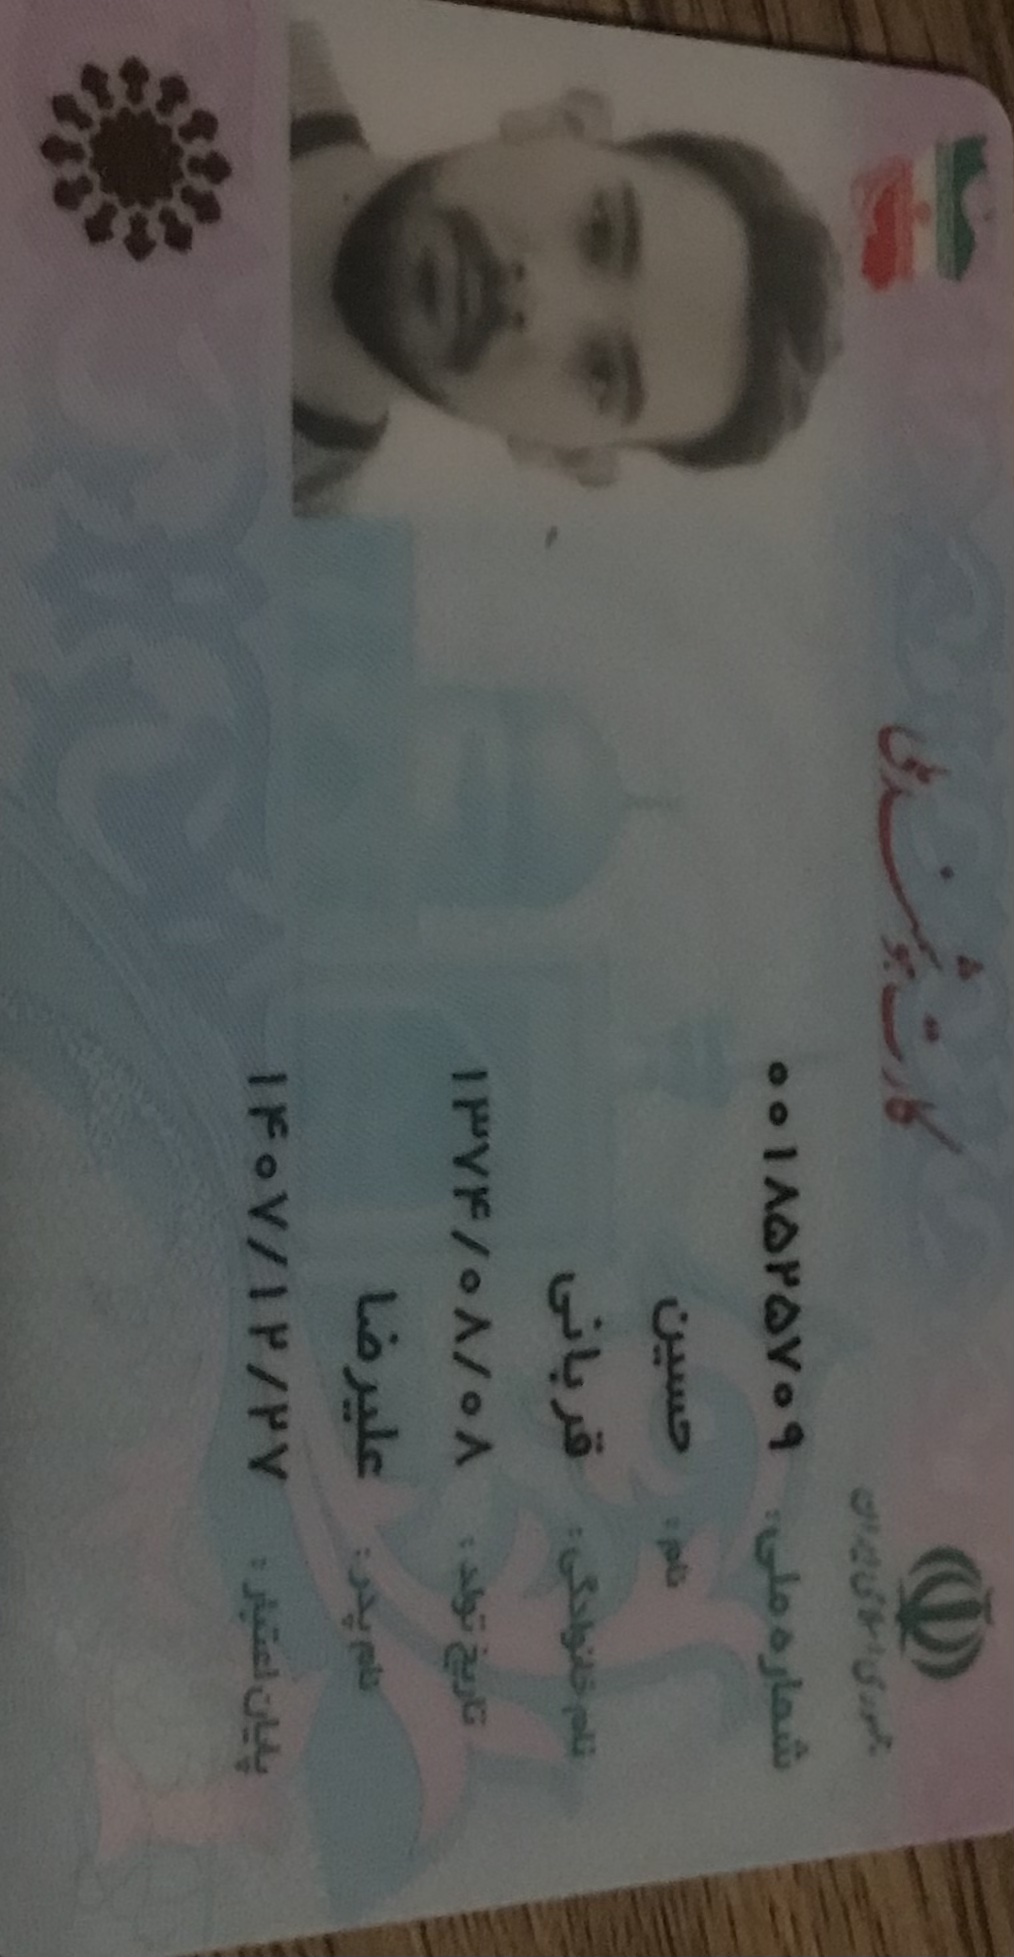 جمهوری اسلامی ایران
کارت هوشمند ملی
شماره ملی: ۰۰۱۸۵۲۵۷۰۹
نام: حسین
نام خانوادگی: قربانی
تاریخ تولد: ۱۳۷۴/۰۸/۰۸
نام پدر: علیرضا
پایان اعتبار: ۱۴۰۷/۱۲/۲۷